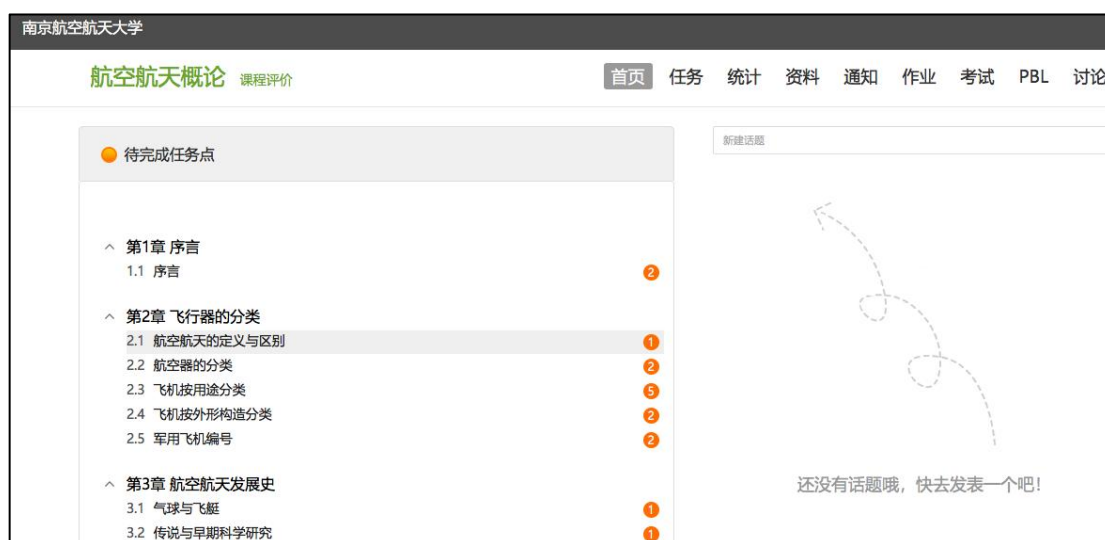 南京航空航天大学
航空航天概论 课程评价
首页 任务 统计 资料 通知 作业 考试 PBL 讨论
待完成任务点
第1章 序言
1.1 序言 2
第2章 飞行器的分类
2.1 航空航天的定义与区别 1
2.2 航空器的分类 2
2.3 飞机按用途分类 5
2.4 飞机按外形构造分类 2
2.5 军用飞机编号 2
第3章 航空航天发展史
3.1 气球与飞艇 1
3.2 传说与早期科学研究 1
新建话题
还没有话题哦，快去发表一个吧！